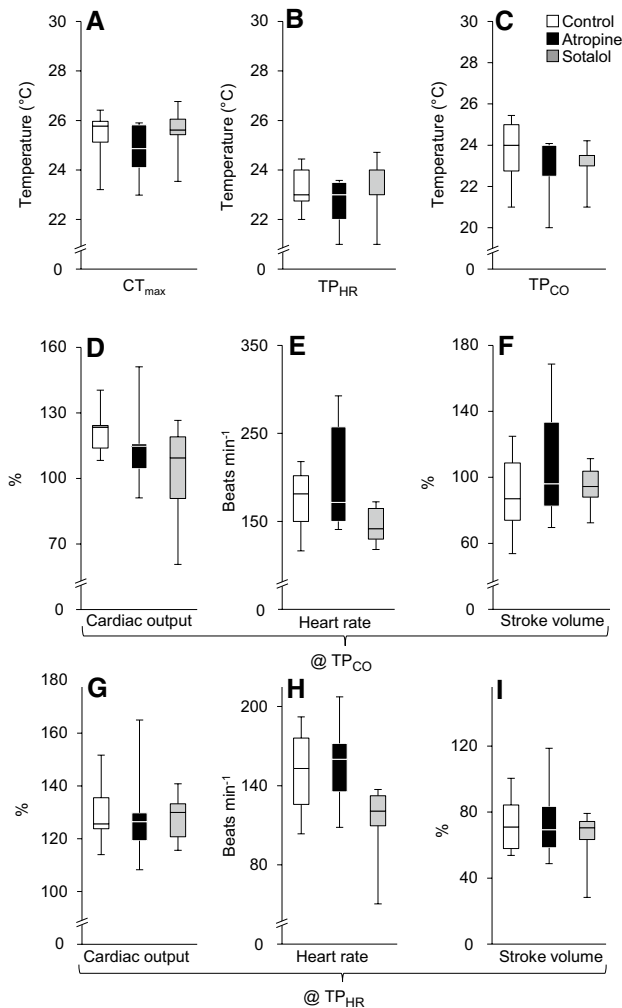 A
B
C
Control
Atropine
Sotalol
Temperature (°C)
30
28
26
24
22
0
CTmax
Temperature (°C)
30
28
26
24
22
0
TPHR
Temperature (°C)
30
28
26
24
22
20
0
TPCO
D
%
160
130
100
70
0
Cardiac output
E
Beats min-1
350
250
150
0
Heart rate
F
%
180
140
100
60
0
Stroke volume
@ TPCO
G
%
180
160
150
140
130
120
100
0
Cardiac output
H
Beats min-1
200
140
80
0
Heart rate
I
%
120
80
40
0
Stroke volume
@ TPHR